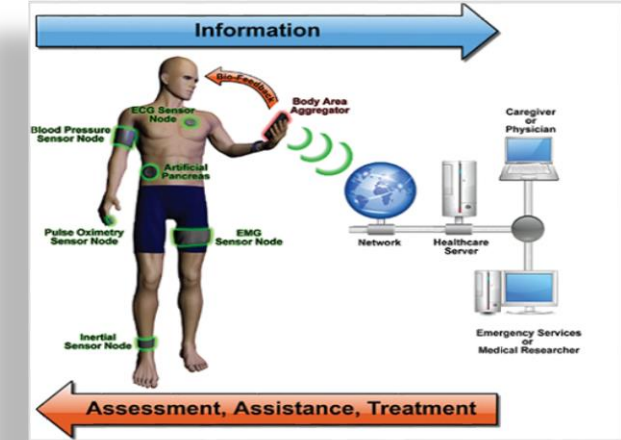 Information
Bio-Feedback
Body Area
Aggregator
ECG Sensor
Node
Blood Pressure
Sensor Node
Artificial
Pancreas
Caregiver
or
Physician
Pulse Oximetry
Sensor Node
EMG
Sensor Node
Network
Healthcare
Server
Inertial
Sensor Node
Emergency Services
or
Medical Researcher
Assessment, Assistance, Treatment